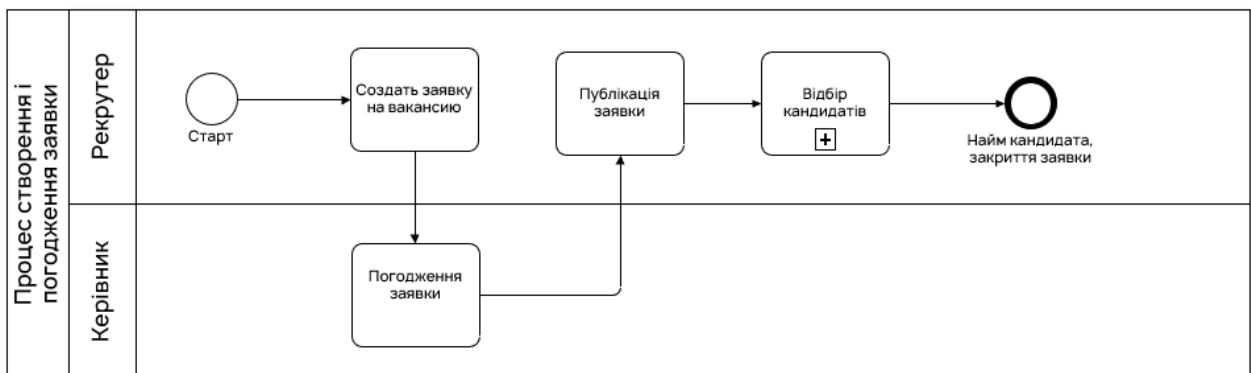 Процес створення і
погодження заявки
Рекрутер
Керівник
Старт
Создать заявку
на вакансию
Публікація
заявки
Відбір
кандидатів
Найм кандидата,
закриття заявки
Погодження
заявки